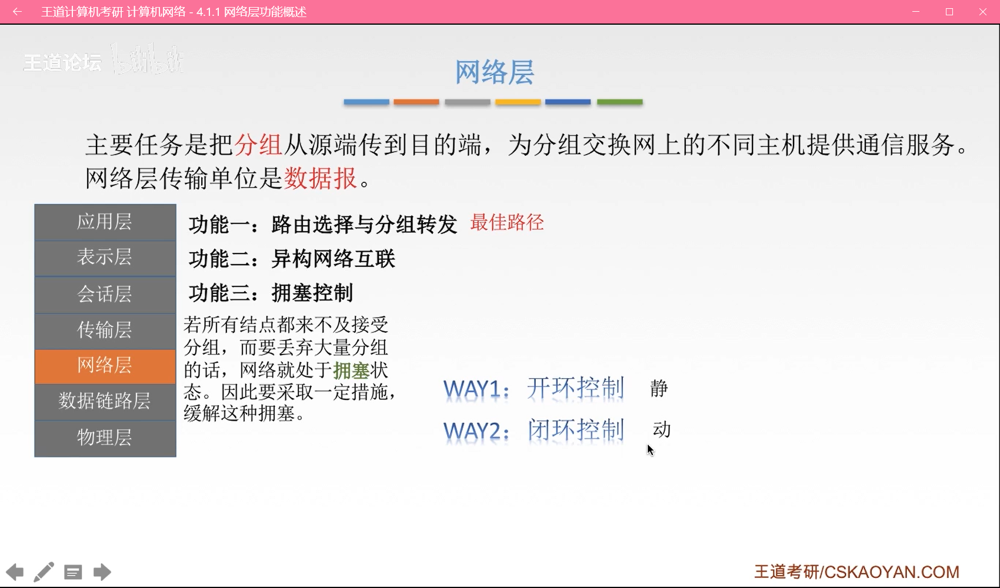 王道计算机考研 计算机网络 - 4.1.1 网络层功能概述
王道论坛 bilibili
网络层
主要任务是把分组从源端传到目的端，为分组交换网上的不同主机提供通信服务。
网络层传输单位是数据报。
应用层
表示层
会话层
传输层
网络层
数据链路层
物理层
功能一：路由选择与分组转发 最佳路径
功能二：异构网络互联
功能三：拥塞控制
若所有结点都来不及接受
分组，而要丢弃大量分组
的话，网络就处于拥塞状
态。因此要采取一定措施，
缓解这种拥塞。
WAY1：开环控制 静
WAY2：闭环控制 动
王道考研/CSKAOYAN.COM